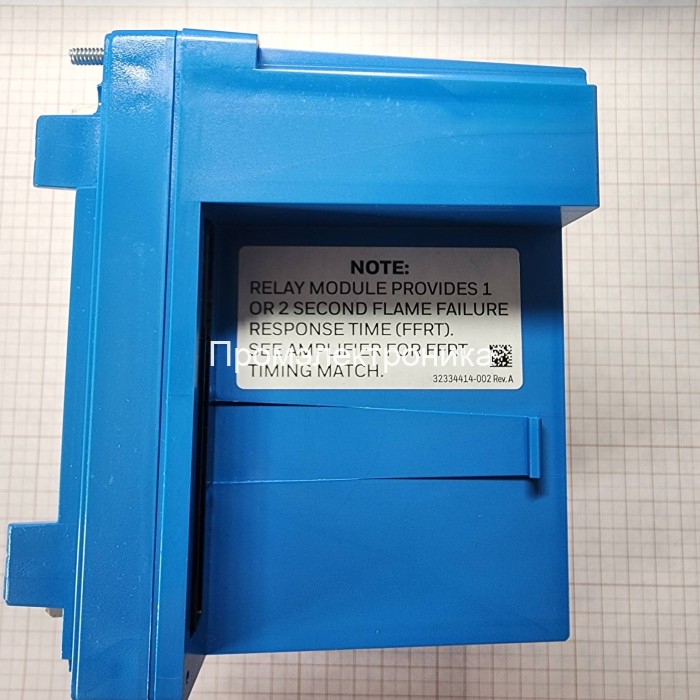 NOTE:
RELAY MODULE PROVIDES 1
OR 2 SECOND FLAME FAILURE
RESPONSE TIME (FFRT).
SEE AMPLIFIER FOR FFRT
Промэлектроника
TIMING MATCH.
32334414-002 Rev.A